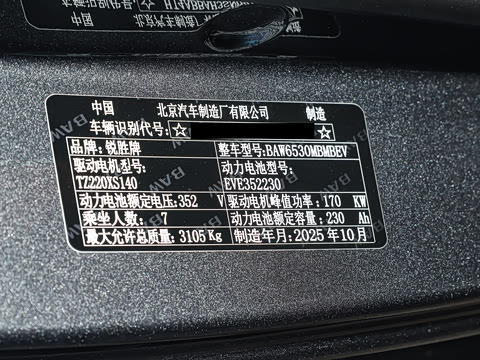 中国 北京汽车制造厂有限公司 制造
车辆识别代号: ☆ ☆
品牌: 锐胜牌 整车型号: BAW6530MBMBEV
驱动电机型号: 动力电池型号:
TZ220XS140 EVE352230
动力电池额定电压: 352 V 驱动电机峰值功率: 170 KW
乘坐人数: 7 动力电池额定容量: 230 Ah
最大允许总质量: 3105 Kg 制造年月: 2025 年 10 月